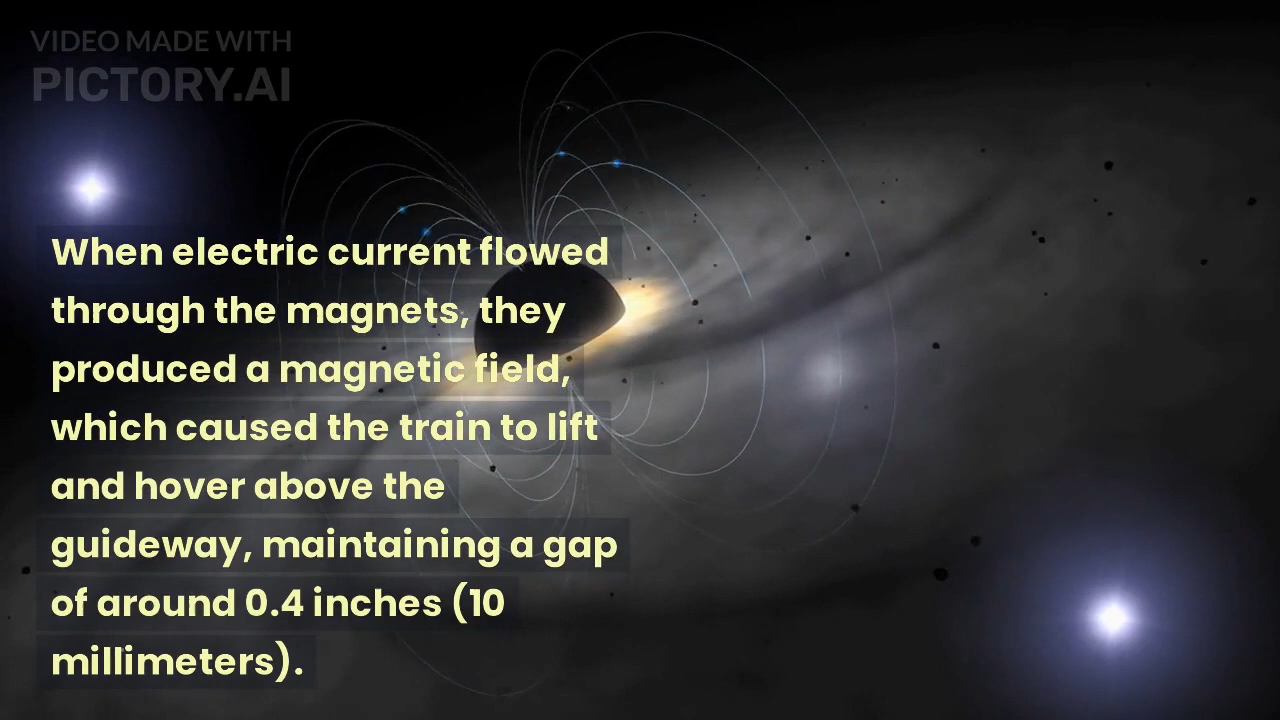 VIDEO MADE WITH
PICTORY.AI
When electric current flowed
through the magnets, they
produced a magnetic field,
which caused the train to lift
and hover above the
guideway, maintaining a gap
of around 0.4 inches (10
millimeters).